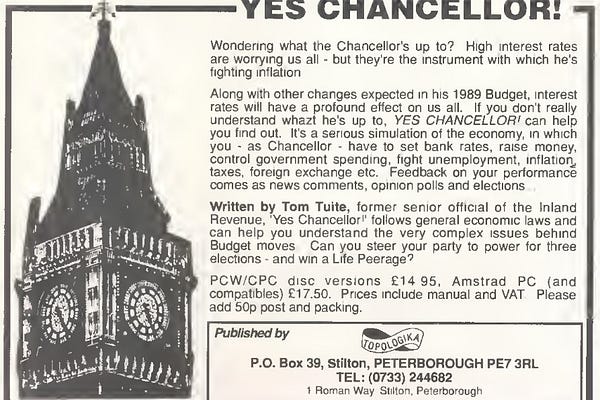 YES CHANCELLOR!
Wondering what the Chancellor's up to? High interest rates
are worrying us all - but they're the instrument with which he's
fighting inflation
Along with other changes expected in his 1989 Budget, interest
rates will have a profound effect on us all. If you don't really
understand whazt he's up to, YES CHANCELLOR! can help
you find out. It's a serious simulation of the economy, in which
you - as Chancellor - have to set bank rates, raise money,
control government spending, fight unemployment, inflation,
taxes, foreign exchange etc. Feedback on your performance
comes as news comments, opinion polls and elections
Written by Tom Tuite, former senior official of the Inland
Revenue, 'Yes Chancellor!' follows general economic laws and
can help you understand the very complex issues behind
Budget moves Can you steer your party to power for three
elections - and win a Life Peerage?
PCW/CPC disc versions £14 95, Amstrad PC (and
compatibles) £17.50. Prices include manual and VAT Please
add 50p post and packing.
Published by TOPOLOGIKA
P.O. Box 39, Stilton, PETERBOROUGH PE7 3RL
TEL: (0733) 244682
1 Roman Way Stilton, Peterborough